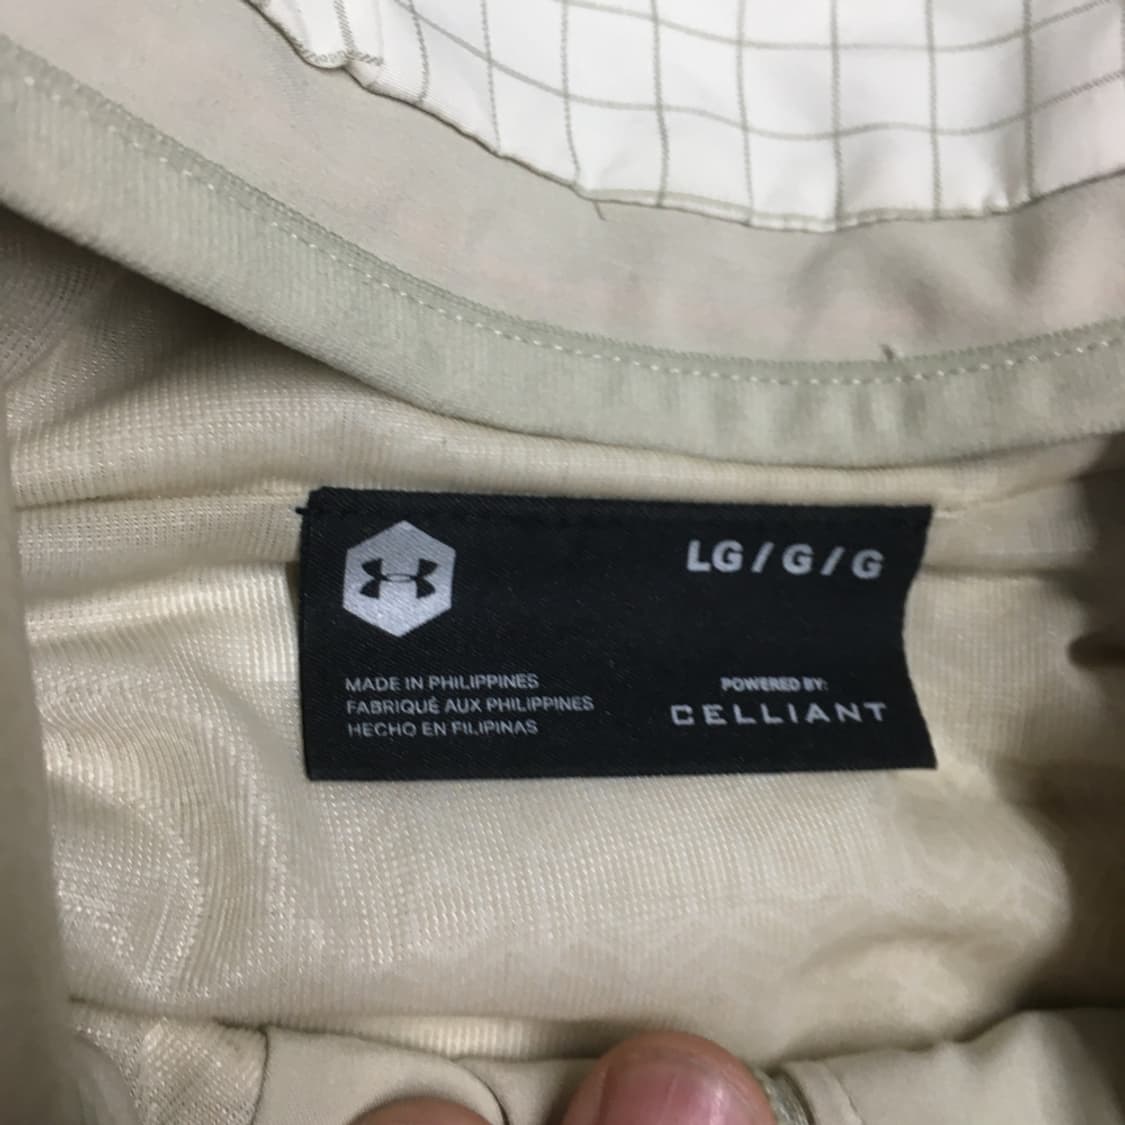 LG / G / G
MADE IN PHILIPPINES
FABRIQUÉ AUX PHILIPPINES
HECHO EN FILIPINAS
POWERED BY:
CELLIANT